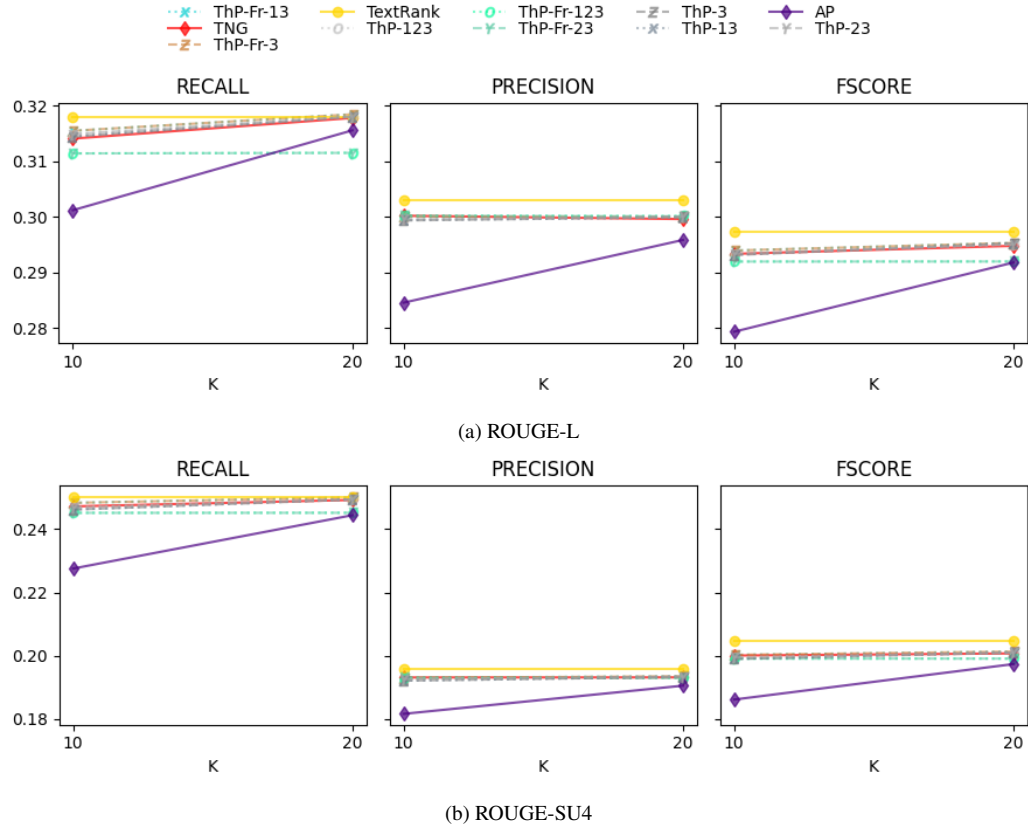 ThP-Fr-13 TextRank ThP-Fr-123 ThP-3 AP
TNG ThP-123 ThP-Fr-23 ThP-13 ThP-23
ThP-Fr-3
RECALL PRECISION FSCORE
0.32
0.31
0.30
0.29
0.28
10 20 10 20 10 20
K K K
(a) ROUGE-L
RECALL PRECISION FSCORE
0.24
0.22
0.20
0.18
10 20 10 20 10 20
K K K
(b) ROUGE-SU4